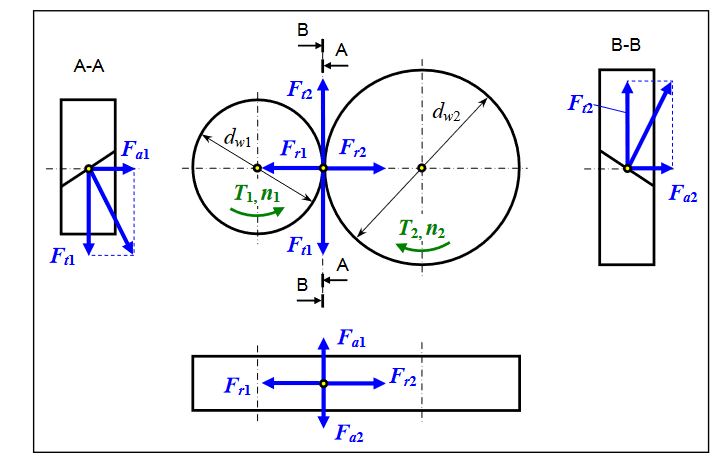 B
A
A-A
B-B
Ft2
Ft2
dw1
dw2
Fa1
Fr1
Fr2
Fa2
T1, n1
T2, n2
Ft1
Ft1
A
B
Fa1
Fr1
Fr2
Fa2